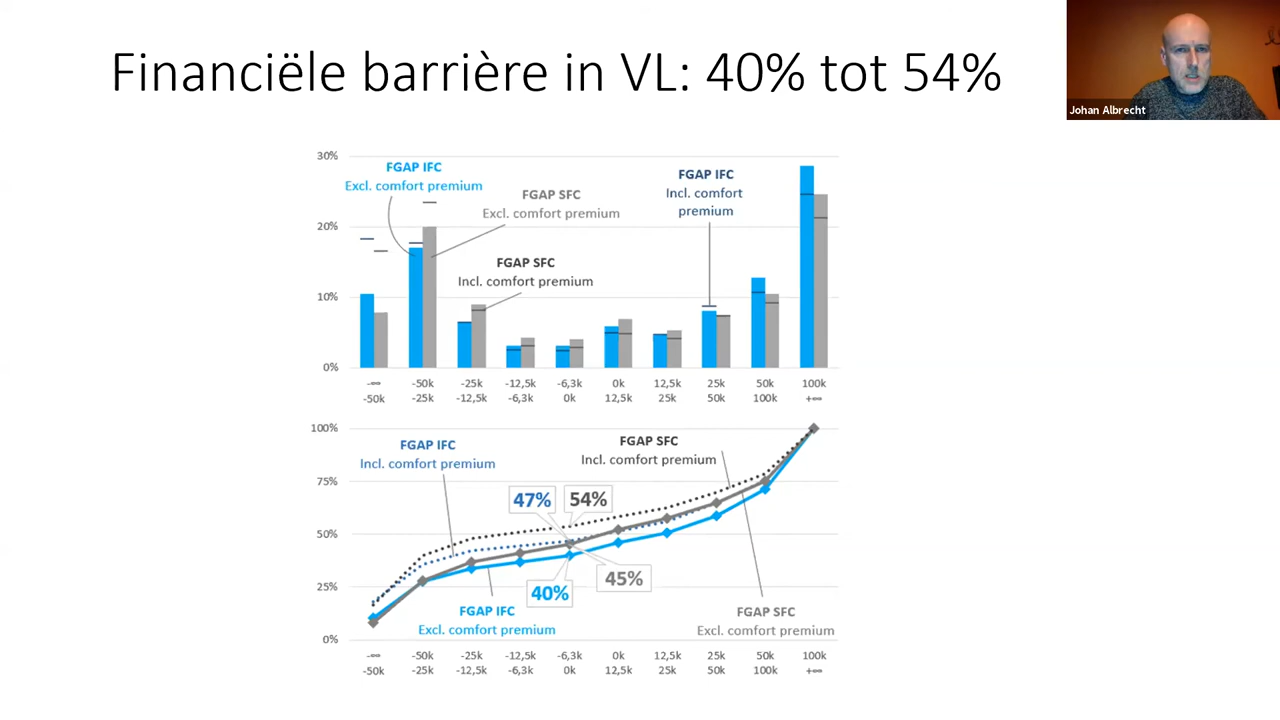 Financiële barrière in VL: 40% tot 54%
Johan Albrecht
30%
20%
10%
0%
FGAP IFC
Excl. comfort premium
FGAP SFC
Excl. comfort premium
FGAP SFC
Incl. comfort premium
FGAP IFC
Incl. comfort
premium
-∞ -50k -25k -12,5k -6,3k 0k 12,5k 25k 50k 100k
-50k -25k -12,5k -6,3k 0k 12,5k 25k 50k 100k +∞
100%
75%
50%
25%
0%
FGAP IFC
Incl. comfort premium
FGAP SFC
Incl. comfort premium
47%
54%
40%
45%
FGAP IFC
Excl. comfort premium
FGAP SFC
Excl. comfort premium
-∞ -50k -25k -12,5k -6,3k 0k 12,5k 25k 50k 100k
-50k -25k -12,5k -6,3k 0k 12,5k 25k 50k 100k +∞